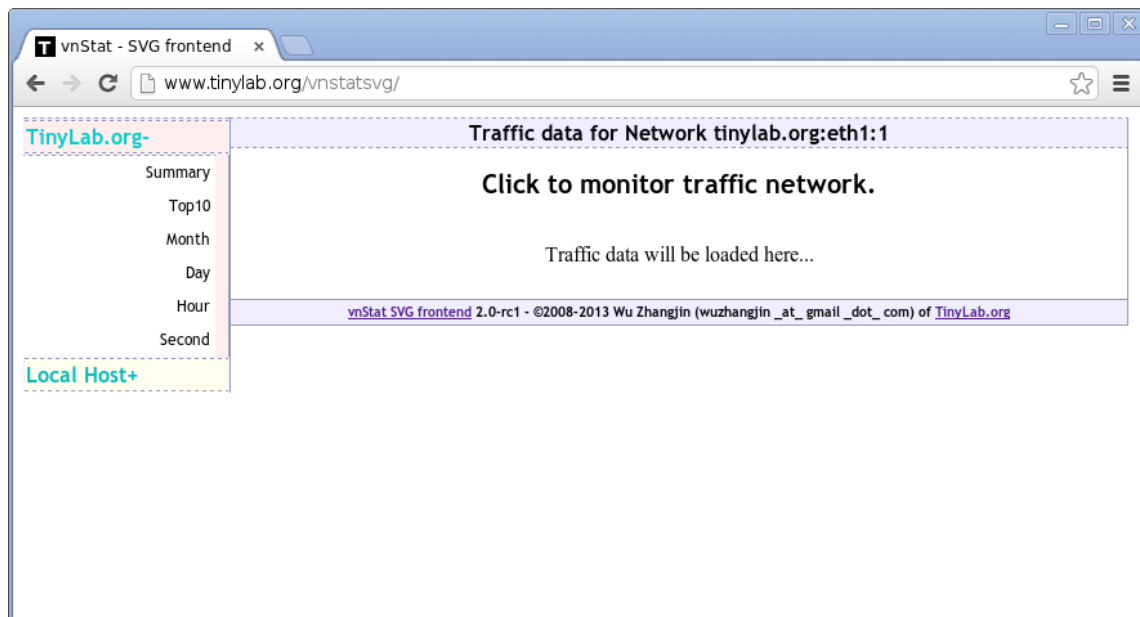 vnStat - SVG frontend
www.tinylab.org/vnstatsvg/
TinyLab.org-
Summary
Top10
Month
Day
Hour
Second
Local Host+
Traffic data for Network tinylab.org:eth1:1
Click to monitor traffic network.
Traffic data will be loaded here...
vnStat SVG frontend 2.0-rc1 - ©2008-2013 Wu Zhangjin (wuzhangjin _at_ gmail _dot_ com) of TinyLab.org